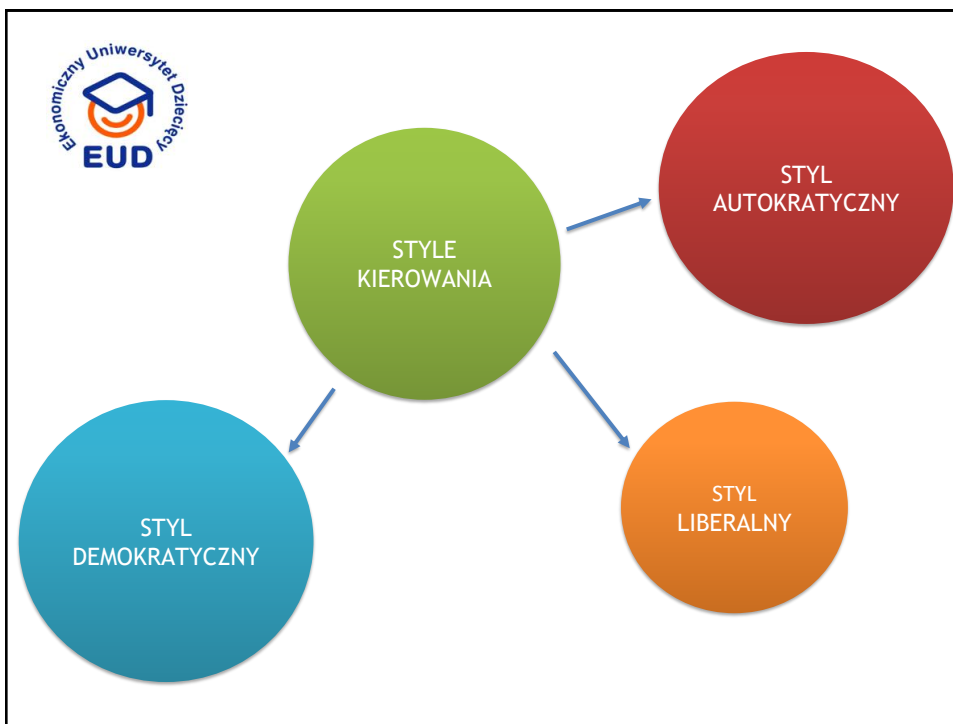 Ekonomiczny Uniwersytet Dziecięcy
EUD
STYL
AUTOKRATYCZNY
STYLE
KIEROWANIA
STYL
LIBERALNY
STYL
DEMOKRATYCZNY